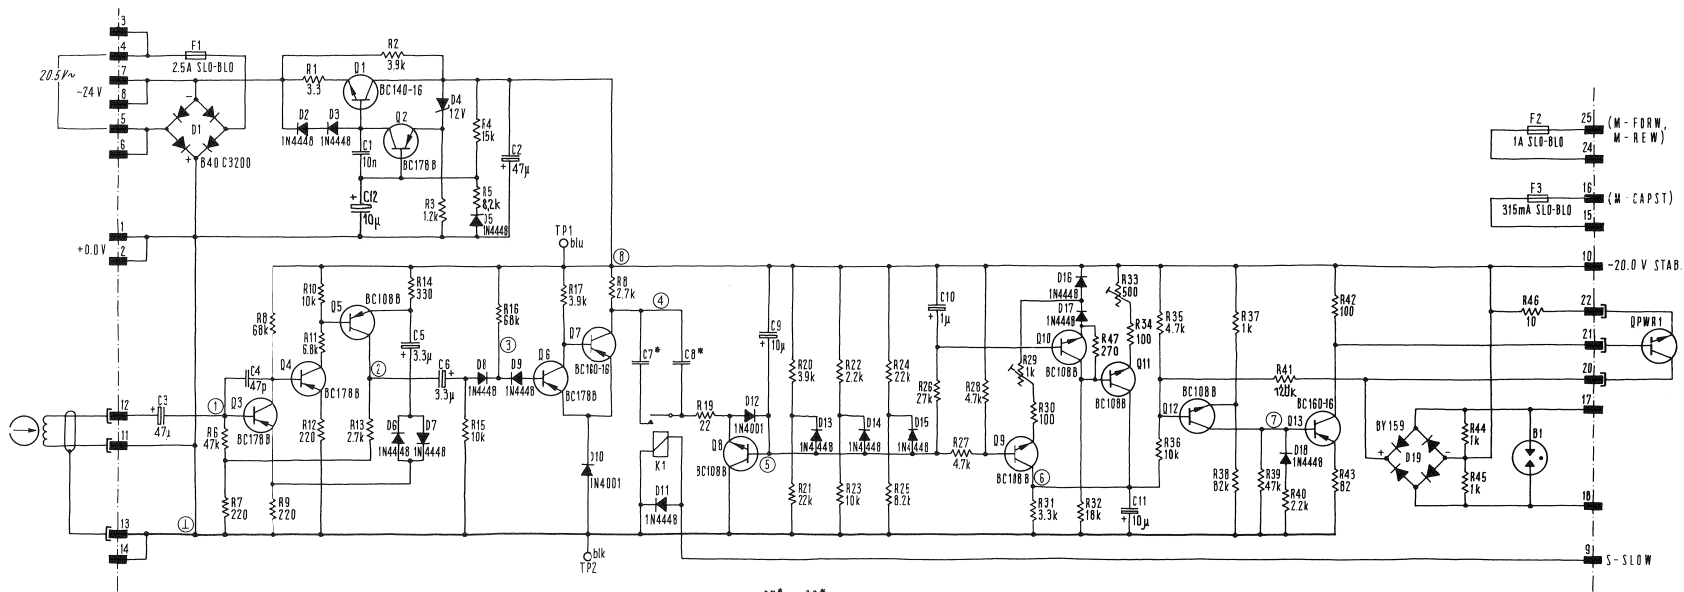 3
4
F1
2.5A SLO-BLO
20.5V~
7
-24 V
8
5
6
D1
B40 C3200
R2
3.9k
R1
3.3
Q1
BC140-16
D4
12V
D2
1N4448
D3
1N4448
Q2
BC178B
C1
10n
R4
15k
C2
47µ
C12
10µ
R3
1.2k
R5
8.2k
D5
1N4448
1
+0.0V
2
TP1
blu
8
R10
10k
Q5
BC108B
R14
330
R8
68k
R11
6.8k
C5
3.3µ
R16
68k
R17
3.9k
R8
2.7k
4
Q7
BC160-16
C4
47p
Q4
BC178B
2
C6
3.3µ
D8
1N4448
3
D9
1N4448
Q6
BC178B
C7*
C8*
12
C3
47µ
1
Q3
BC178B
R6
47k
R12
220
R13
2.7k
D6
1N4448
D7
R15
10k
11
R7
220
R9
220
D10
1N4001
13
⊥
14
blk
TP2
K1
D11
1N4448
R19
22
D12
1N4001
Q8
BC108B
5
C9
10µ
R20
3.9k
R22
2.2k
R24
22k
D13
1N4448
D14
1N4448
D15
1N4448
R21
22k
R23
10k
R25
8.2k
C10
1µ
R26
27k
R28
4.7k
R27
4.7k
R29
1k
R30
100
Q9
BC108B
6
R31
3.3k
D16
1N4448
D17
1N4448
Q10
BC108B
R33
500
R34
100
R47
270
Q11
BC108B
R32
18k
C11
10µ
R35
4.7k
R36
10k
R37
1k
Q12
BC108B
R38
82k
R39
47k
7
D18
1N4448
R40
2.2k
R41
Q13
BC160-16
R42
100
R43
82
BY159
D19
R44
1k
R45
1k
B1
F2
1A SLO-BLO
25
(M-FORW,
M-REW)
24
F3
315mA SLO-BLO
16
(M-CAPST)
15
10
-20.0 V STAB.
R46
10
22
21
QPWR1
20
17
18
9
S-SLOW